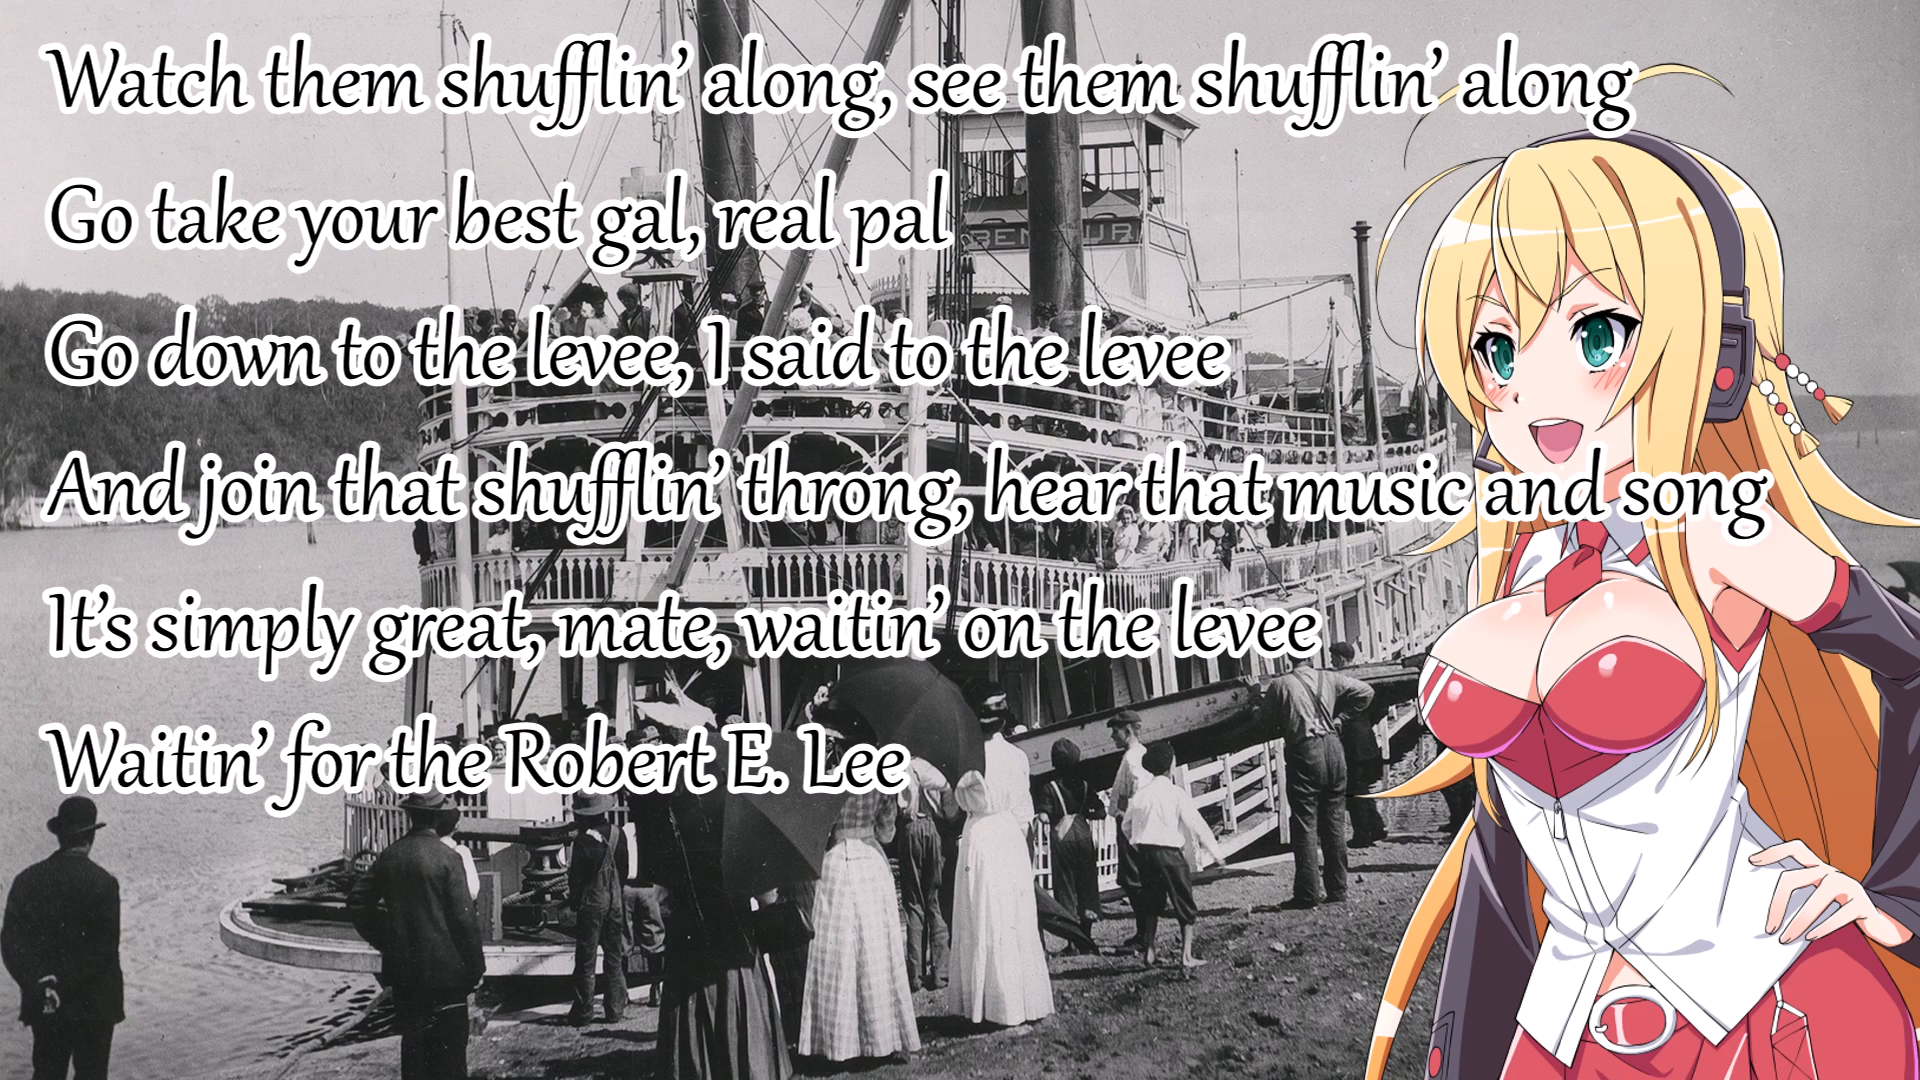 Watch them shufflin’ along, see them shufflin’ along
Go take your best gal, real pal
Go down to the levee, I said to the levee
And join that shufflin’ throng, hear that music and song
It’s simply great, mate, waitin’ on the levee
Waitin’ for the Robert E. Lee